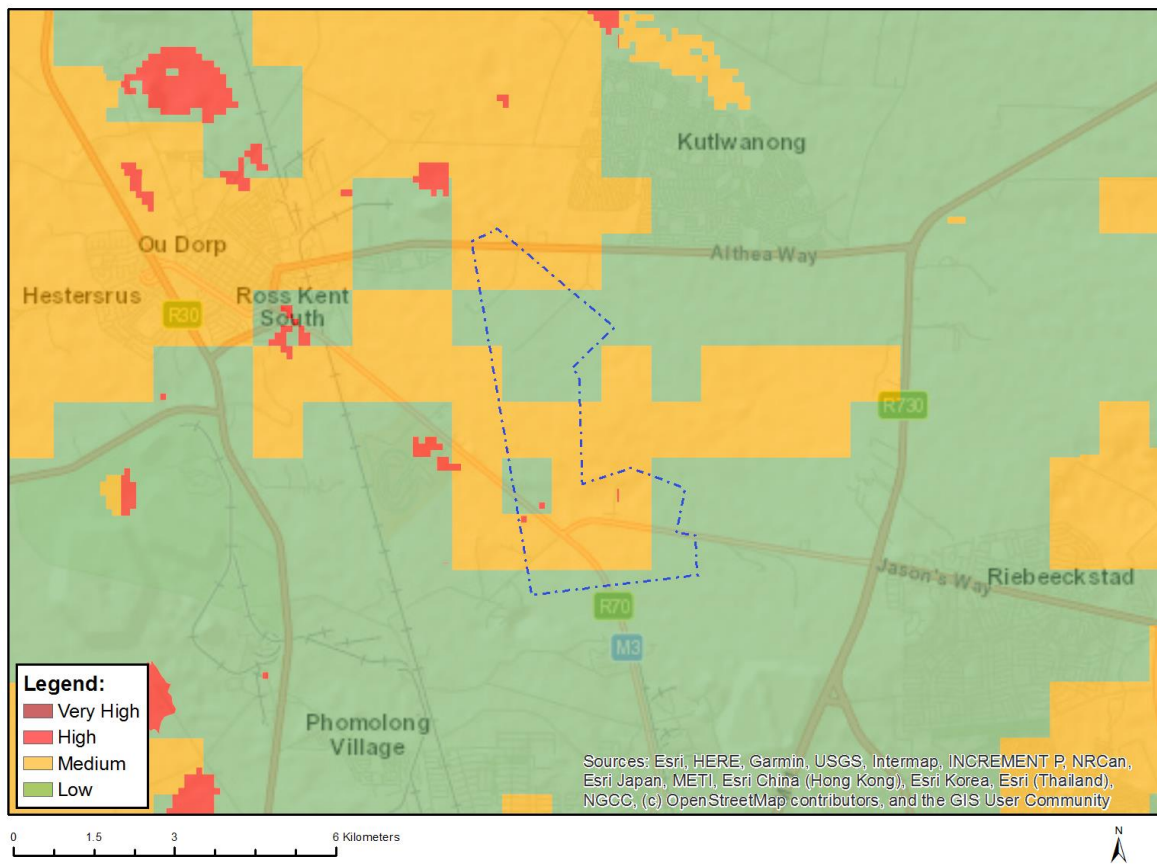 Kutlwanong
Ou Dorp
Althea Way
Hestersrus
Ross Kent
South
R30
R730
Jason's Way
Riebeeckstad
R70
M3
Legend:
Very High
High
Medium
Low
Phomolong
Village
Sources: Esri, HERE, Garmin, USGS, Intermap, INCREMENT P, NRCan,
Esri Japan, METI, Esri China (Hong Kong), Esri Korea, Esri (Thailand),
NGCC, (c) OpenStreetMap contributors, and the GIS User Community
0 1.5 3 6 Kilometers
N